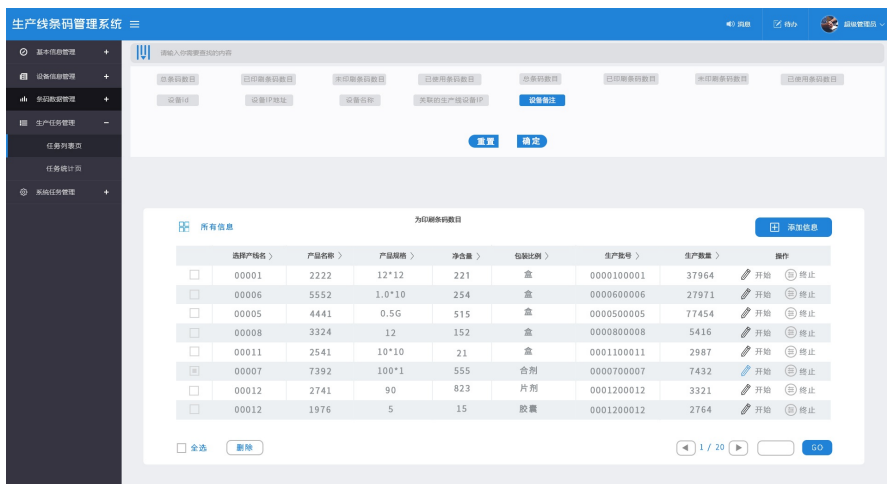 生产线条码管理系统 消息 待办 超级管理员
基本信息管理 +
请输入你需要查找的内容
设备信息管理 +
总条码数目 已印刷条码数目 未印刷条码数目 已使用条码数目 总条码数目 已印刷条码数目 未印刷条码数目 已使用条码数目
条码数据管理 +
设备id 设备IP地址 设备名称 关联的生产线设备IP 设备备注
生产任务管理 -
任务列表页
重置 确定
任务统计页
系统任务管理 +
所有信息 为印刷条码数目 添加信息
选择产线名 产品名称 产品规格 净含量 包装比例 生产批号 生产数量 操作
00001 2222 12*12 221 盒 0000100001 37964 开始 终止
00006 5552 1.0*10 254 盒 0000600006 27971 开始 终止
00005 4441 0.5G 515 盒 0000500005 77454 开始 终止
00008 3324 12 152 盒 0000800008 5416 开始 终止
00011 2541 10*10 21 盒 0001100011 2987 开始 终止
00007 7392 100*1 555 合剂 0000700007 7432 开始 终止
00012 2741 90 823 片剂 0001200012 3321 开始 终止
00012 1976 5 15 胶囊 0001200012 2764 开始 终止
全选 删除 1 / 20 GO